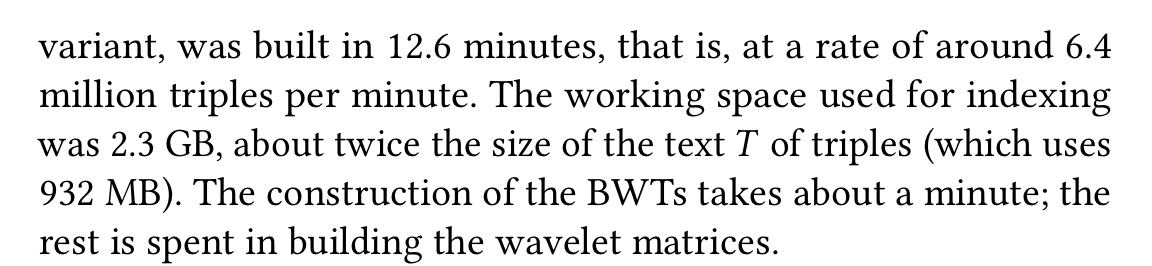 variant, was built in 12.6 minutes, that is, at a rate of around 6.4
million triples per minute. The working space used for indexing
was 2.3 GB, about twice the size of the text T of triples (which uses
932 MB). The construction of the BWTs takes about a minute; the
rest is spent in building the wavelet matrices.